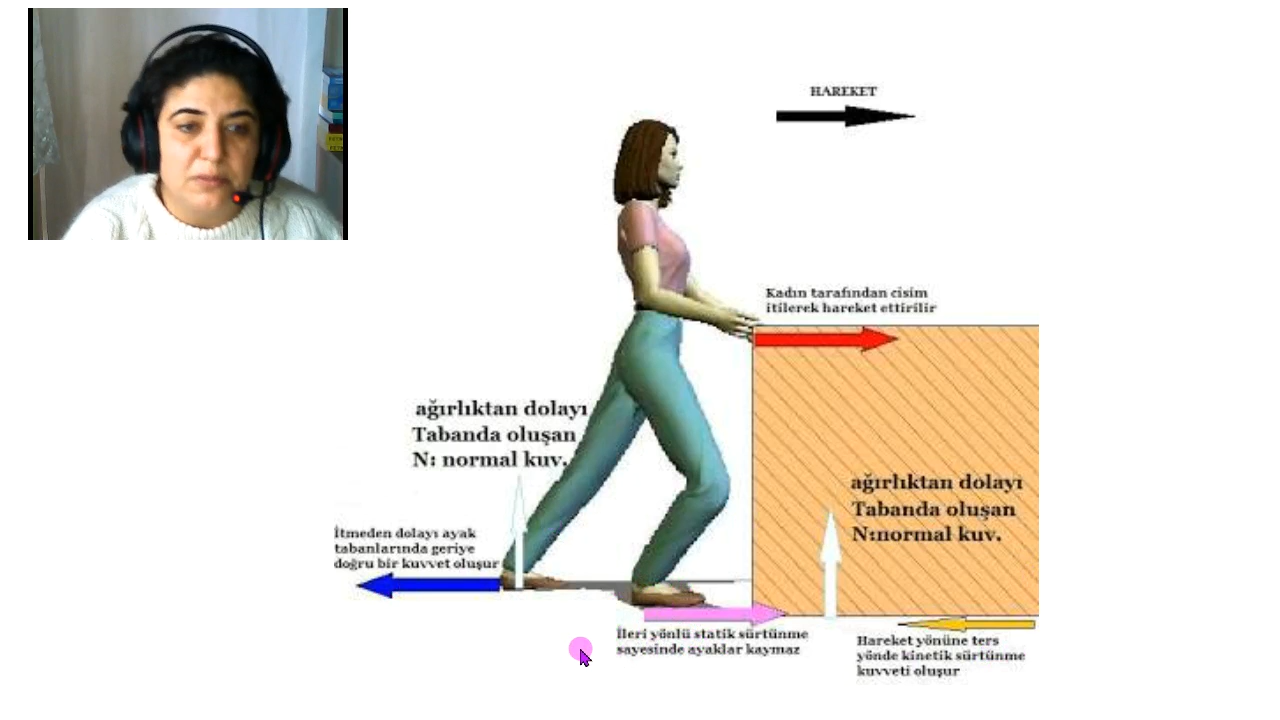 HAREKET
Kadın tarafından cisim
itilerek hareket ettirilir
ağırlıktan dolayı
Tabanda oluşan
N: normal kuv.
ağırlıktan dolayı
Tabanda oluşan
N:normal kuv.
İtmeden dolayı ayak
tabanlarında geriye
doğru bir kuvvet oluşur
İleri yönlü statik sürtünme
sayesinde ayaklar kaymaz
Hareket yönüne ters
yönde kinetik sürtünme
kuvveti oluşur